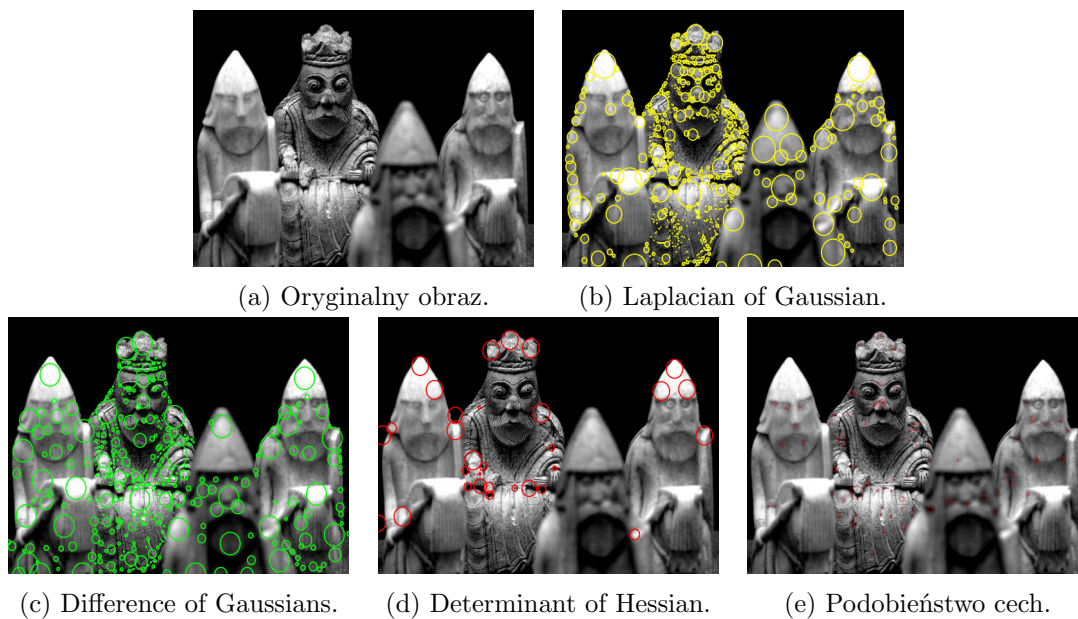 (a) Oryginalny obraz.
(b) Laplacian of Gaussian.
(c) Difference of Gaussians.
(d) Determinant of Hessian.
(e) Podobieństwo cech.